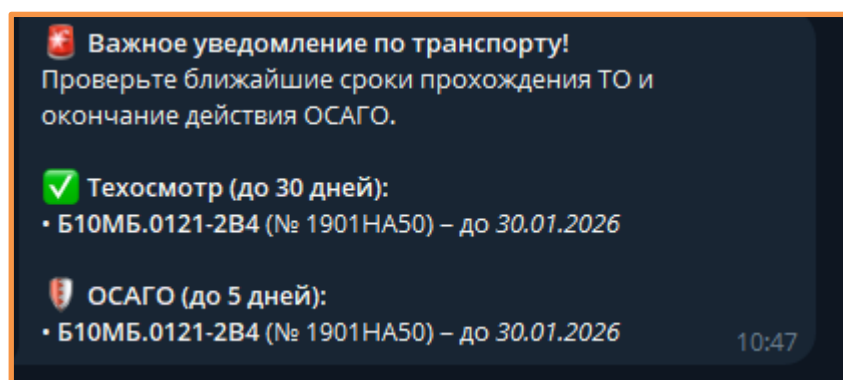 🚨 Важное уведомление по транспорту!
Проверьте ближайшие сроки прохождения ТО и
окончание действия ОСАГО.
✅ Техосмотр (до 30 дней):
• Б10МБ.0121-2В4 (№ 1901НА50) – до 30.01.2026
🛡 ОСАГО (до 5 дней):
• Б10МБ.0121-2В4 (№ 1901НА50) – до 30.01.2026
10:47